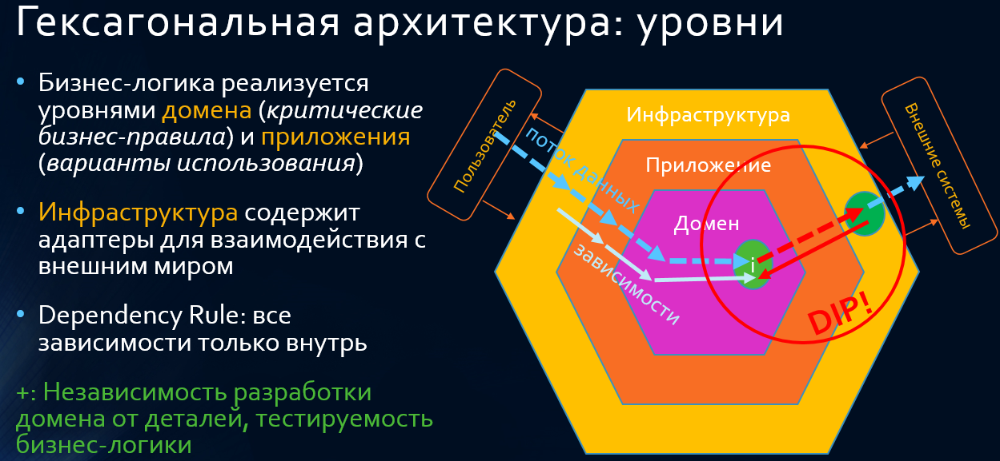 Гексагональная архитектура: уровни
Бизнес-логика реализуется
уровнями домена (критические
бизнес-правила) и приложения
(варианты использования)
Инфраструктура содержит
адаптеры для взаимодействия с
внешним миром
Dependency Rule: все
зависимости только внутрь
+: Независимость разработки
домена от деталей, тестируемость
бизнес-логики
Пользователь
поток данных
зависимости
Инфраструктура
Приложение
Домен
i
DIP!
Внешние системы